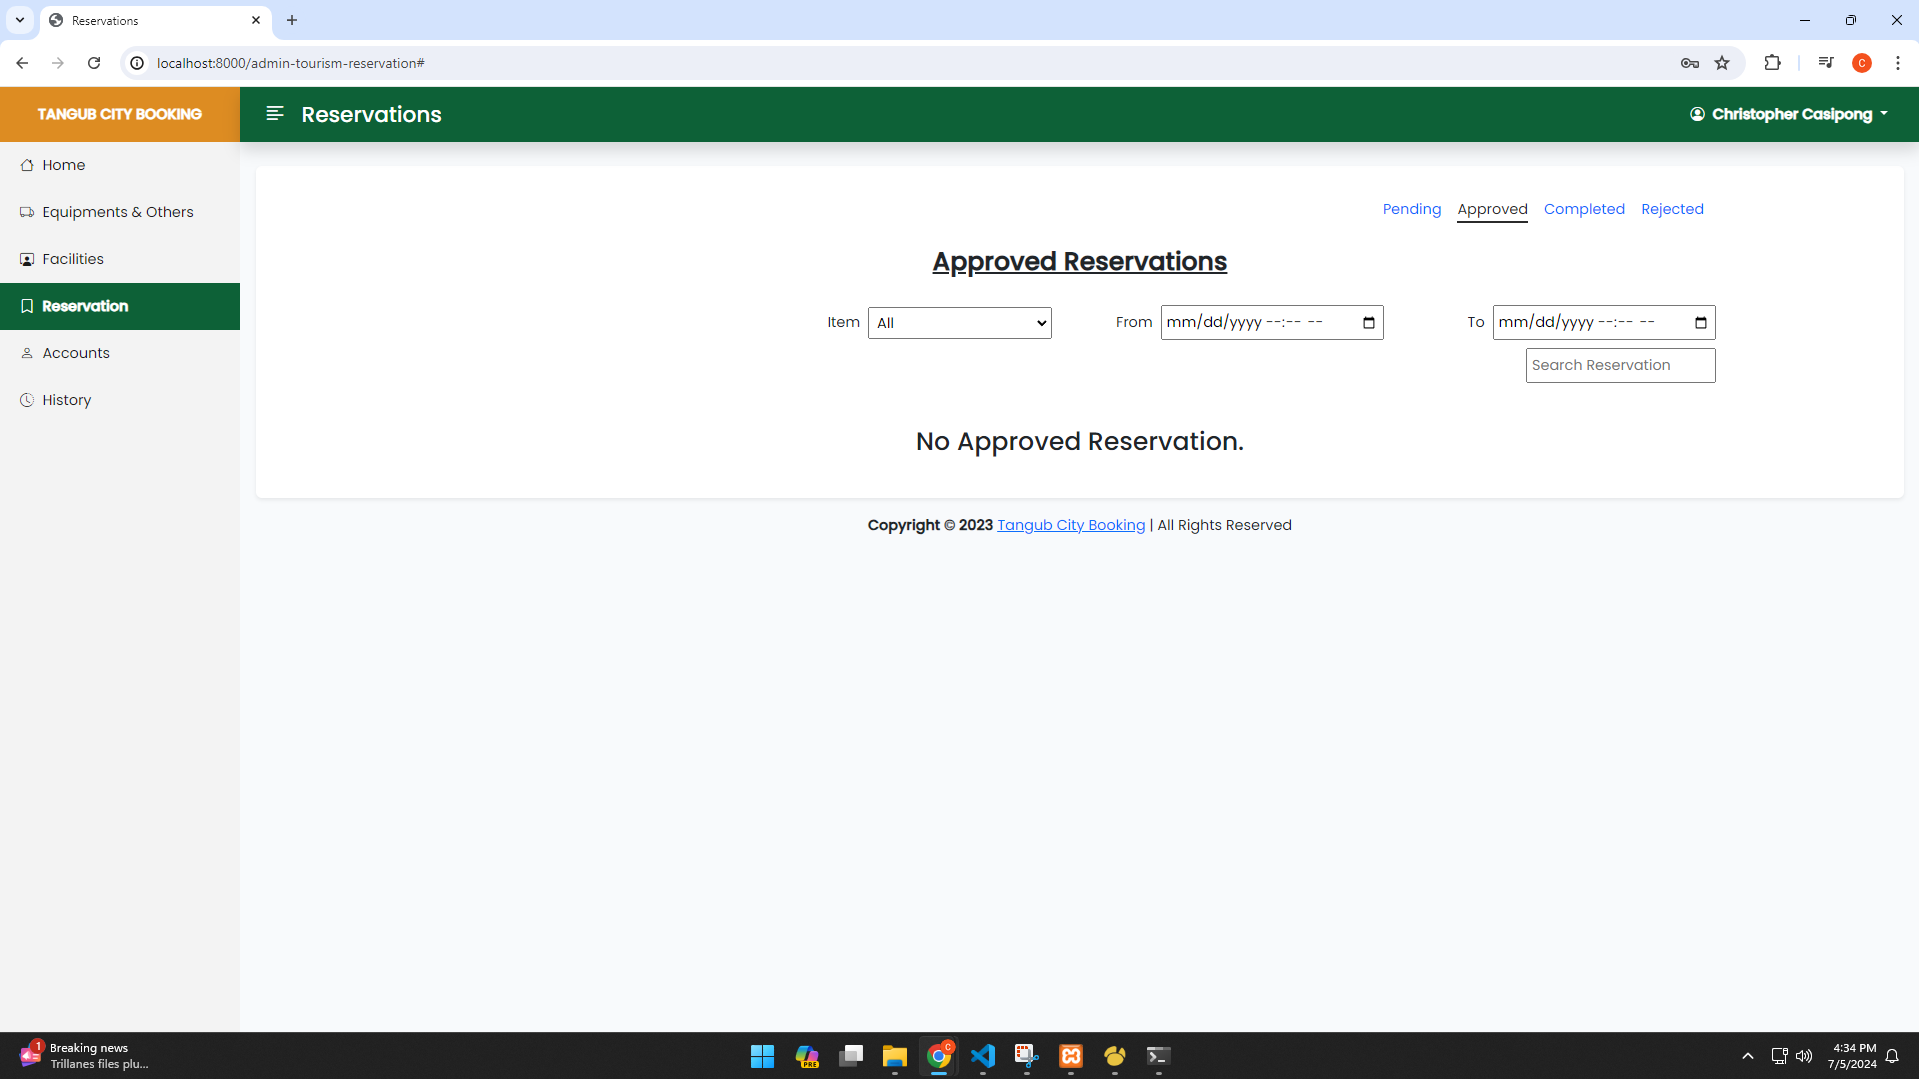 Reservations
localhost:8000/admin-tourism-reservation#
C
TANGUB CITY BOOKING
Reservations
Christopher Casipong
Home
Equipments & Others
Facilities
Reservation
Accounts
History
Pending Approved Completed Rejected
Approved Reservations
Item All From mm/dd/yyyy --:-- -- To mm/dd/yyyy --:-- --
Search Reservation
No Approved Reservation.
Copyright © 2023 Tangub City Booking | All Rights Reserved
1
Breaking news
Trillanes files plu...
PRE
C
4:34 PM
7/5/2024